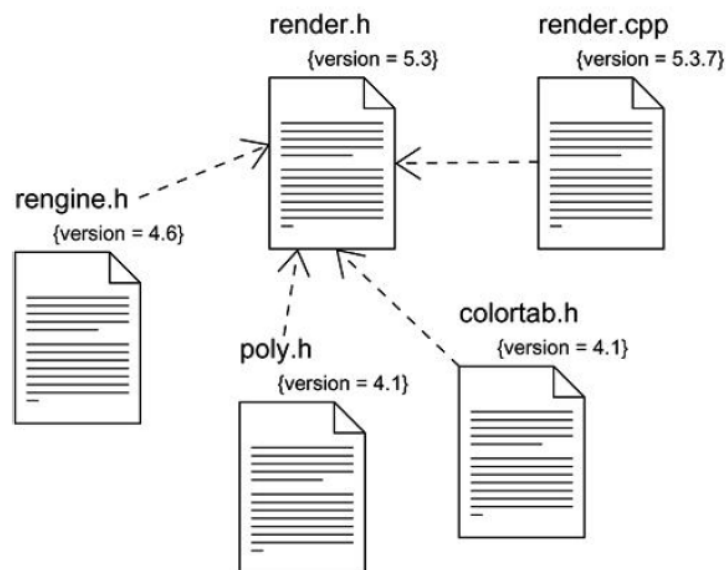 render.h
{version = 5.3}
render.cpp
{version = 5.3.7}
rengine.h
{version = 4.6}
poly.h
{version = 4.1}
colortab.h
{version = 4.1}